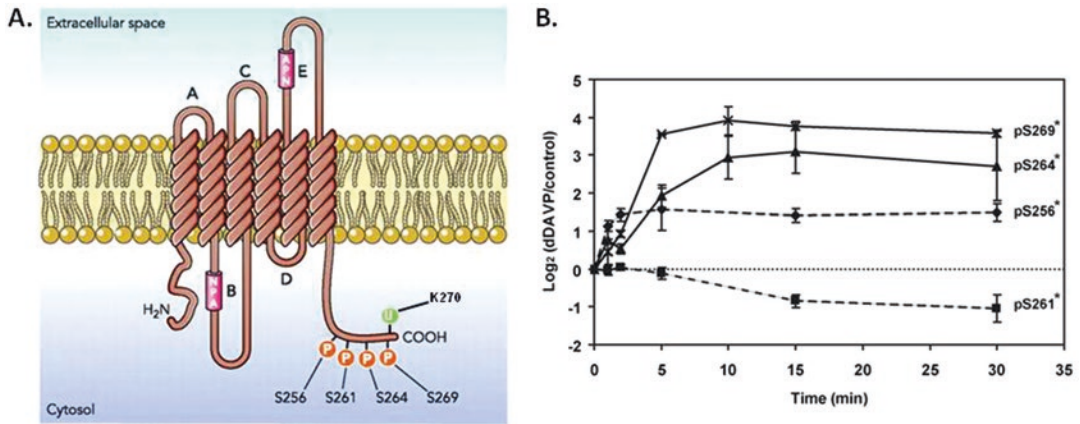 A.
Extracellular space
A
C
E
APN
NPA
B
D
H₂N
U
K270
COOH
P P P P
S256 S261 S264 S269
Cytosol
B.
Log₂ (dDAVP/control)
5
4
3
2
1
0
-1
-2
pS269*
pS264*
pS256*
pS261*
0 5 10 15 20 25 30 35
Time (min)